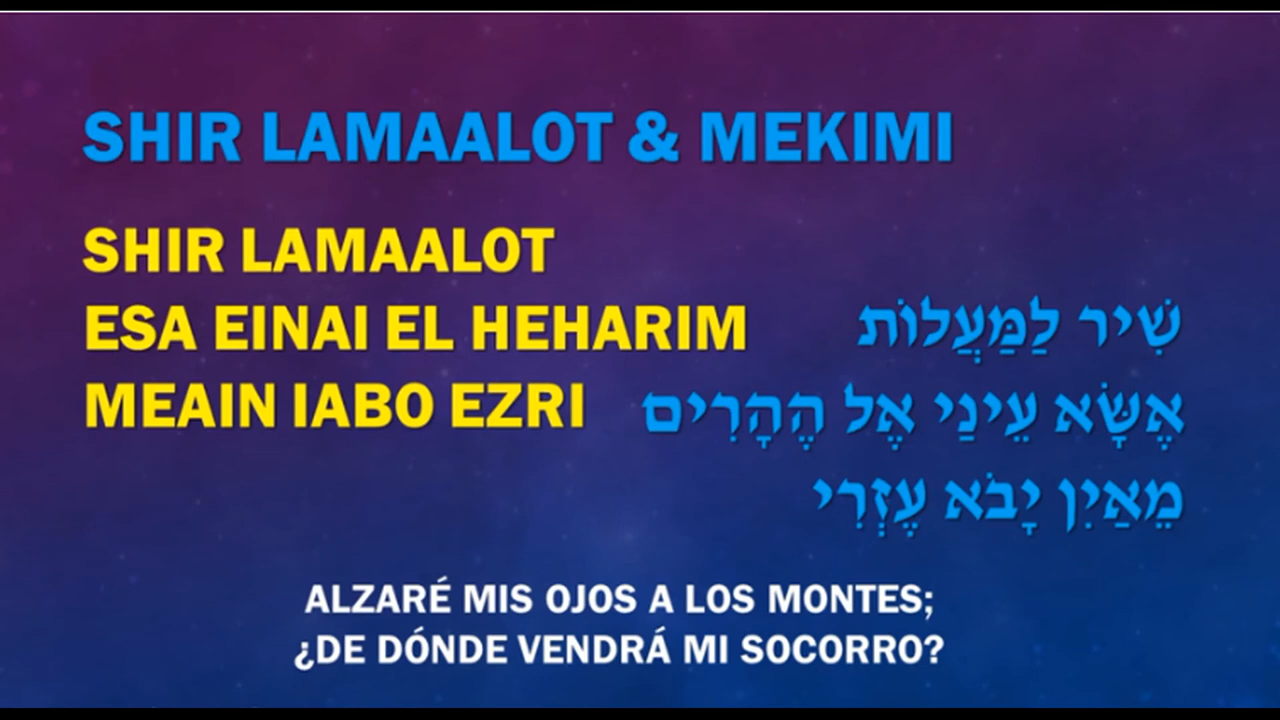 SHIR LAMAALOT & MEKIMI
SHIR LAMAALOT
ESA EINAI EL HEHARIM
MEAIN IABO EZRI
שִׁיר לַמַּעֲלוֹת
אֶשָּׂא עֵינַי אֶל הֶהָרִים
מֵאַיִן יָבֹא עֶזְרִי
ALZARÉ MIS OJOS A LOS MONTES;
¿DE DÓNDE VENDRÁ MI SOCORRO?